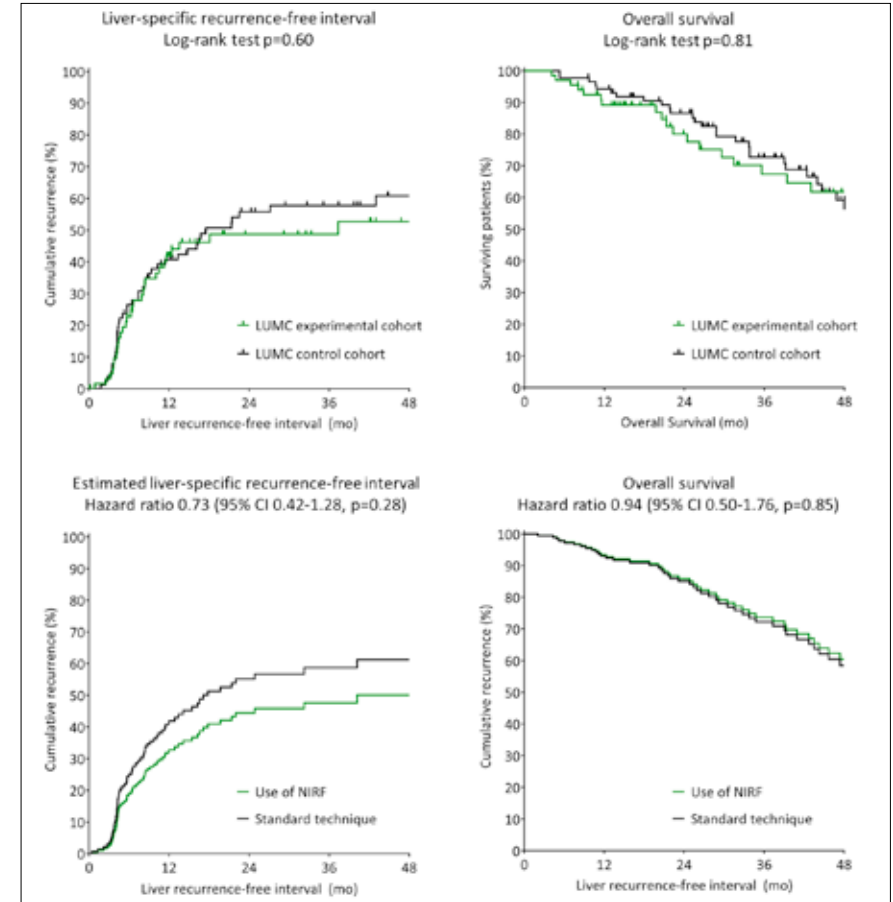 Liver-specific recurrence-free interval
Log-rank test p=0.60
Cumulative recurrence (%)
100
90
80
70
60
50
40
30
20
10
0
LUMC experimental cohort
LUMC control cohort
0 12 24 36 48
Liver recurrence-free interval (mo)
Overall survival
Log-rank test p=0.81
Surviving patients (%)
100
90
80
70
60
50
40
30
20
10
0
LUMC experimental cohort
LUMC control cohort
0 12 24 36 48
Overall Survival (mo)
Estimated liver-specific recurrence-free interval
Hazard ratio 0.73 (95% CI 0.42-1.28, p=0.28)
Cumulative recurrence (%)
100
90
80
70
60
50
40
30
20
10
0
Use of NIRF
Standard technique
0 12 24 36 48
Liver recurrence-free interval (mo)
Overall survival
Hazard ratio 0.94 (95% CI 0.50-1.76, p=0.85)
Cumulative recurrence (%)
100
90
80
70
60
50
40
30
20
10
0
Use of NIRF
Standard technique
0 12 24 36 48
Liver recurrence-free interval (mo)